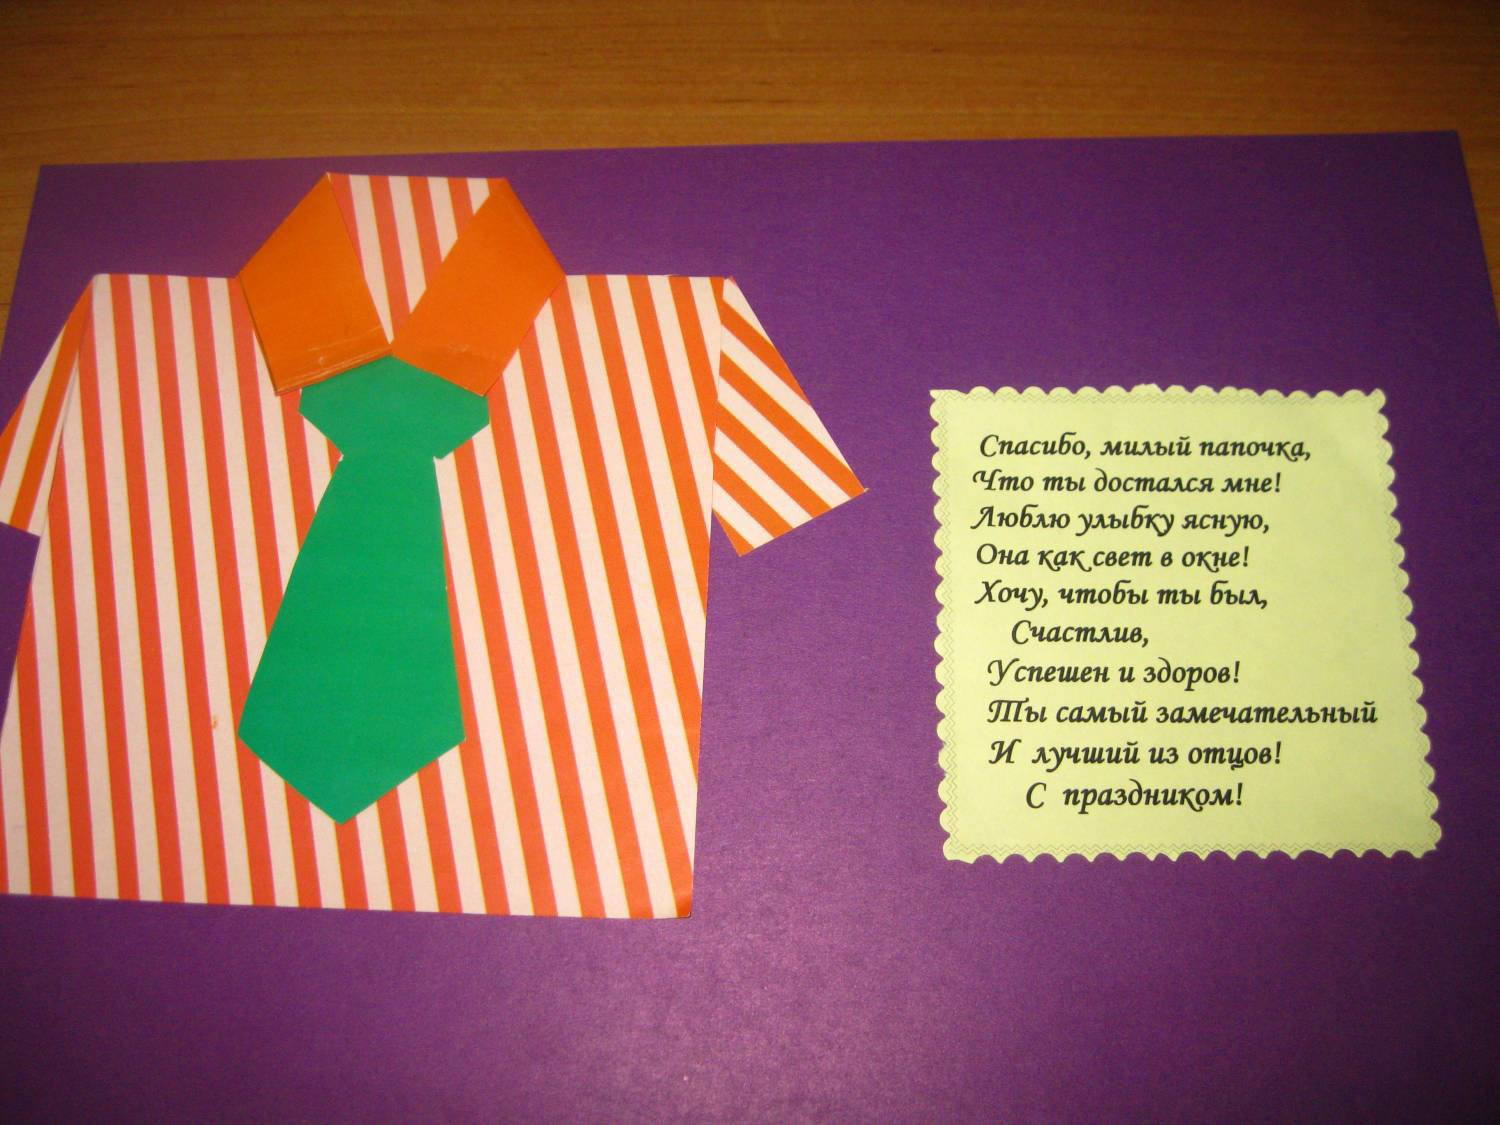 Спасибо, милый папочка,
Что ты достался мне!
Люблю улыбку ясную,
Она как свет в окне!
Хочу, чтобы ты был,
Счастлив,
Успешен и здоров!
Ты самый замечательный
И лучший из отцов!
С праздником!